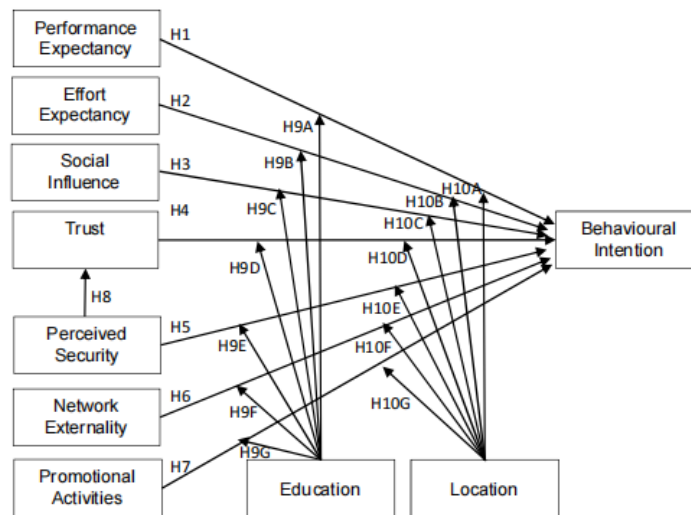 Performance
Expectancy
H1
Effort
Expectancy
H2
H9A
Social
Influence
H3
H9B
H10A
H9C
H10B
Trust
H4
H10C
Behavioural
Intention
H9D
H10D
H8
Perceived
Security
H5
H9E
H10E
H10F
Network
Externality
H6
H9F
H10G
Promotional
Activities
H7
H9G
Education
Location